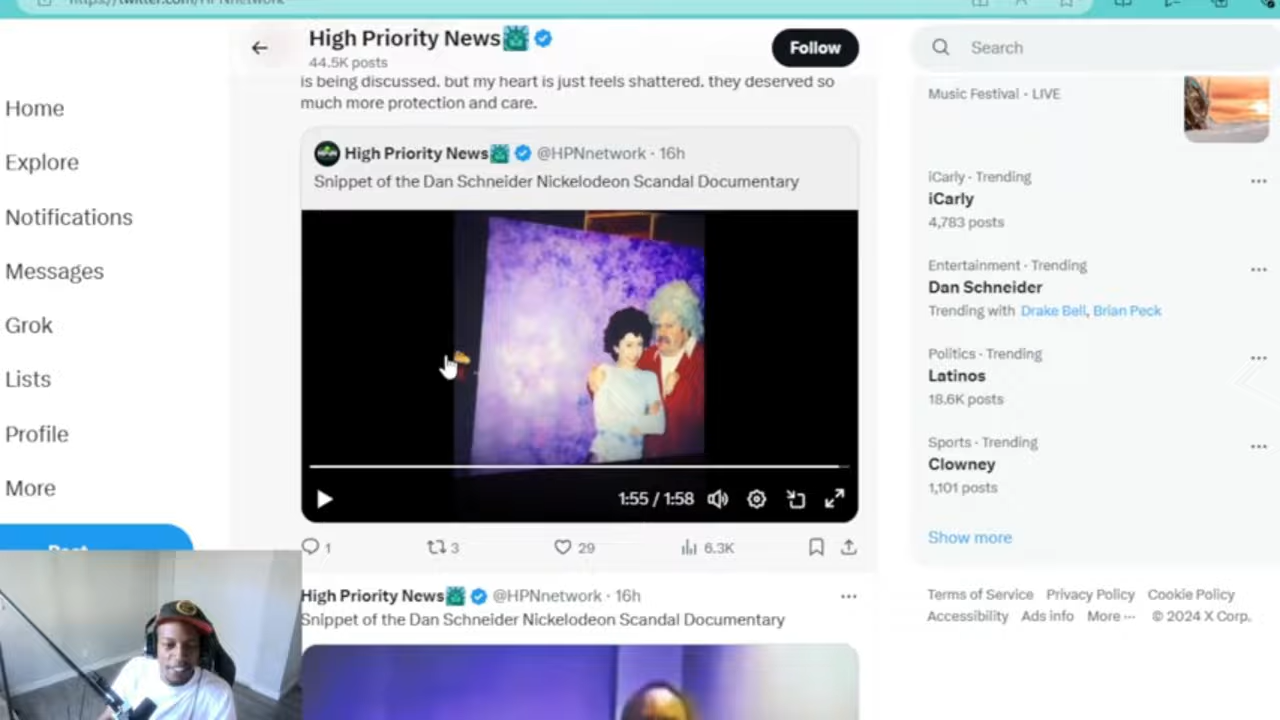 https://twitter.com/HPNnetwork
High Priority News
44.5K posts
Follow
Search
Home
Explore
Notifications
Messages
Grok
Lists
Profile
More
Post
is being discussed. but my heart is just feels shattered. they deserved so
much more protection and care.
High Priority News @HPNnetwork · 16h
Snippet of the Dan Schneider Nickelodeon Scandal Documentary
1:55 / 1:58
1
3
29
6.3K
High Priority News @HPNnetwork · 16h
Snippet of the Dan Schneider Nickelodeon Scandal Documentary
Music Festival · LIVE
iCarly · Trending
iCarly
4,783 posts
Entertainment · Trending
Dan Schneider
Trending with Drake Bell, Brian Peck
Politics · Trending
Latinos
18.6K posts
Sports · Trending
Clowney
1,101 posts
Show more
Terms of Service Privacy Policy Cookie Policy
Accessibility Ads info More ··· © 2024 X Corp.